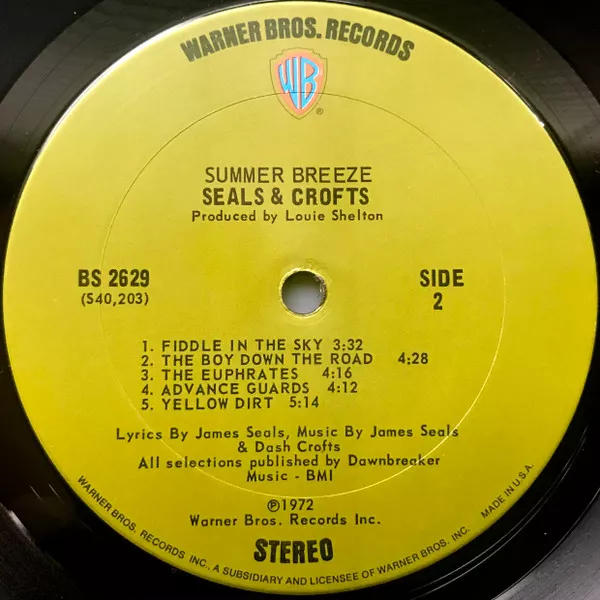 WARNER BROS. RECORDS
WB
®
SUMMER BREEZE
SEALS & CROFTS
Produced by Louie Shelton
BS 2629
(S40,203)
SIDE
2
1. FIDDLE IN THE SKY 3:32
2. THE BOY DOWN THE ROAD 4:28
3. THE EUPHRATES 4:16
4. ADVANCE GUARDS 4:12
5. YELLOW DIRT 5:14
Lyrics By James Seals, Music By James Seals
& Dash Crofts
All selections published by Dawnbreaker
Music - BMI
℗1972
Warner Bros. Records Inc.
STEREO
WARNER BROS. RECORDS INC., A SUBSIDIARY AND LICENSEE OF WARNER BROS. INC. MADE IN U.S.A.